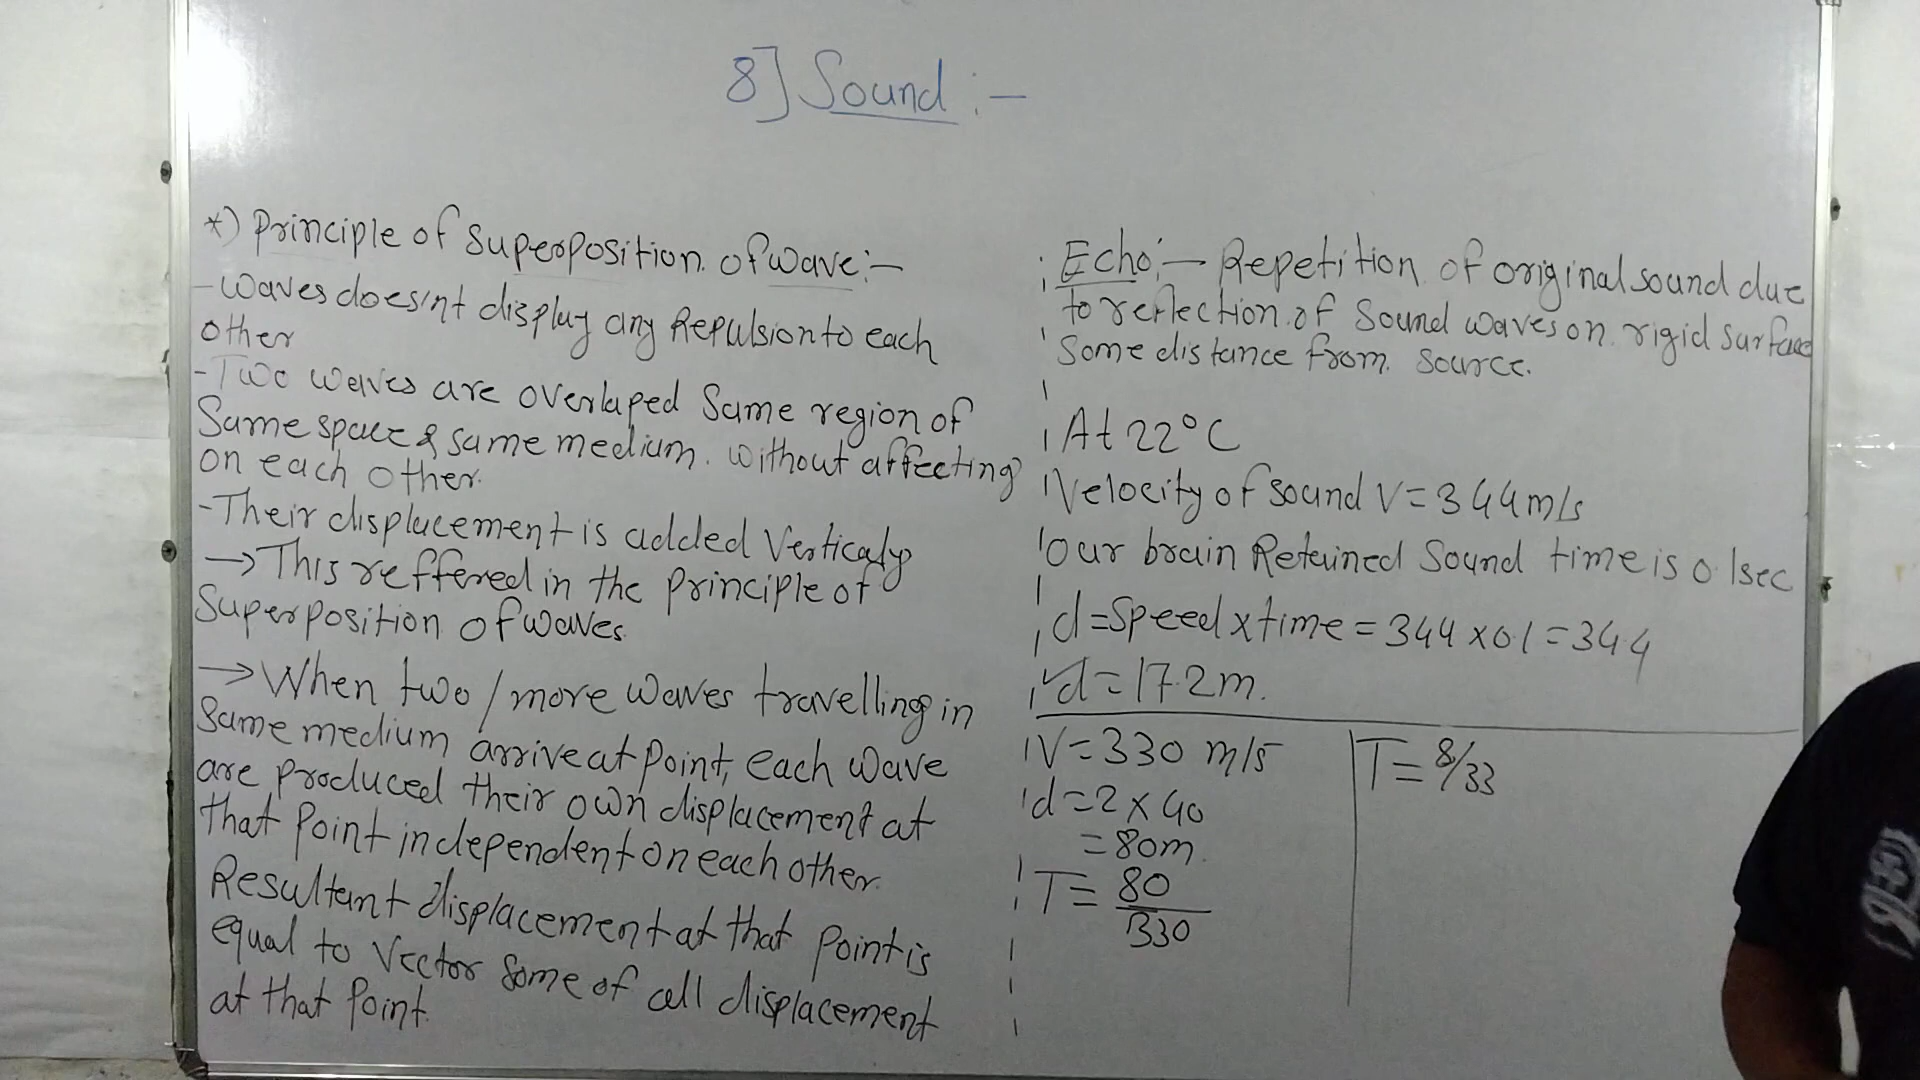 8] Sound :-
*) Principle of superposition of wave:-
- Waves does'nt display any Repulsion to each
other
- Two waves are overlaped Same region of
Same space & same medium. without affecting
on each other.
- Their displacement is added Verticaly
→ This reffered in the principle of
Superposition of waves.
→ When two / more waves travelling in
Same medium arrive at point, each wave
are produced their own displacement at
that point independent on each other.
Resultant displacement at that point is
equal to Vector Some of all displacement
at that point.
Echo:- Repetition of original sound due
to reflection of Sound waves on rigid surface
Some distance from source.
At 22°C
Velocity of sound V = 344 m/s
Our brain Retained Sound time is 0.1sec
d = Speed x time = 344 x 0.1 = 34.4
d = 17.2m.
V = 330 m/s
d = 2 x 40
= 80m.
T = 80
330
T = 8/33